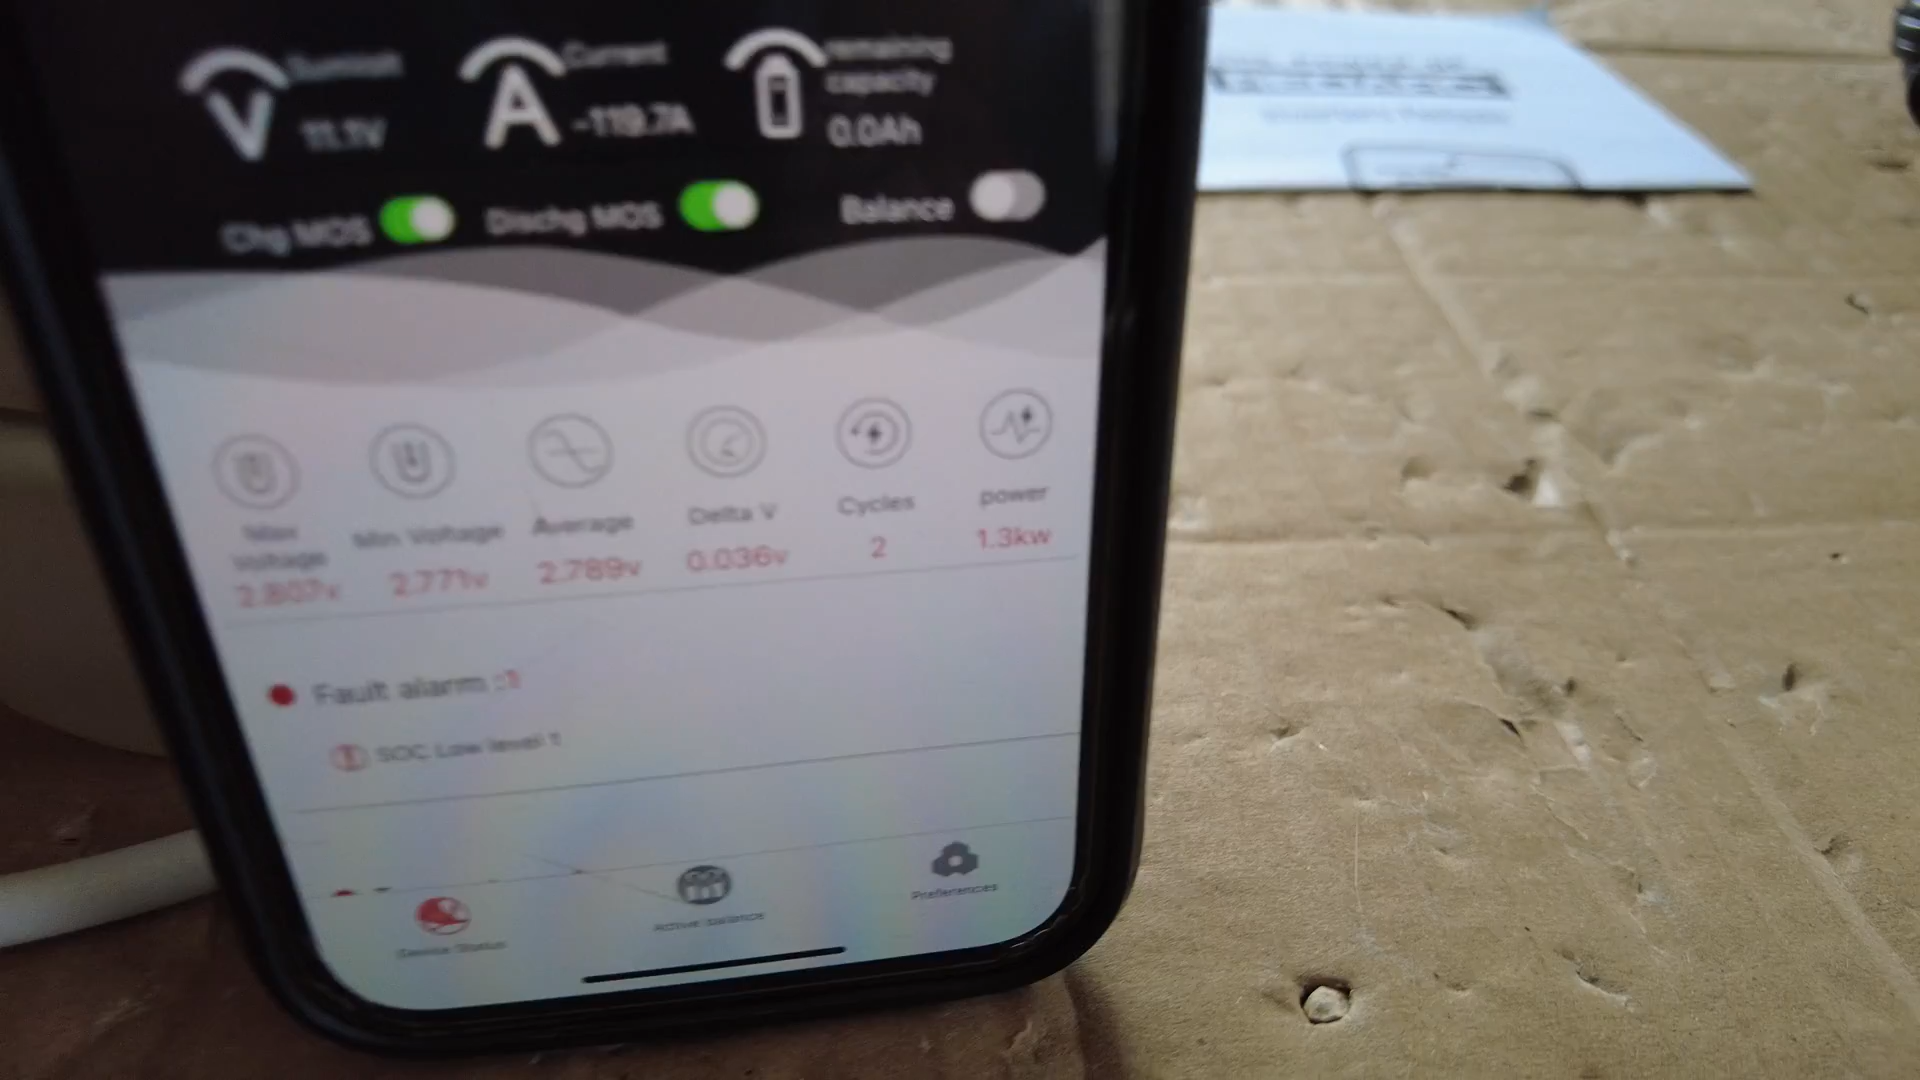 V
A
Current
remaining
capacity
11.1V
-119.7A
0.0Ah
Chg MOS
Dischg MOS
Balance
Max
Voltage
Min Voltage
Average
Delta V
Cycles
power
2.807v
2.771v
2.789v
0.036v
2
1.3kw
Fault alarm :1
SOC Low level 1
Device Status
Active balance
Preferences